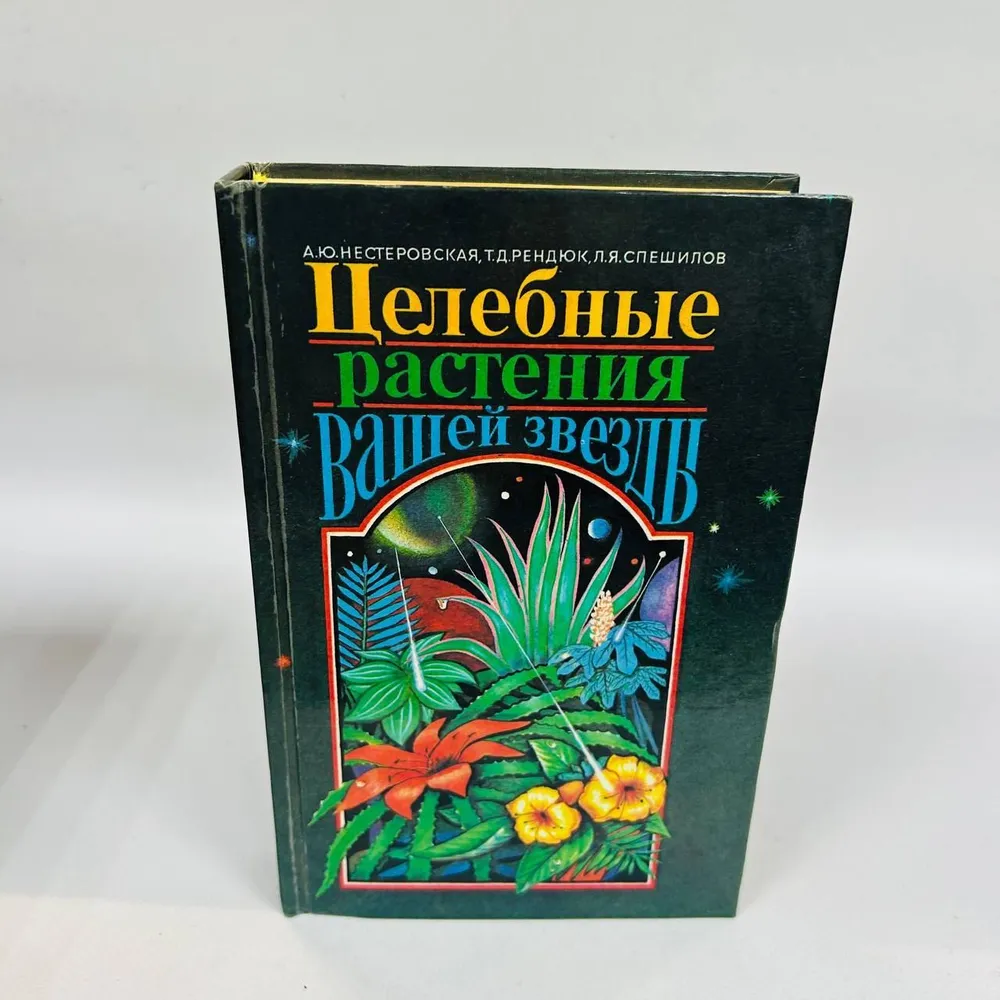 А.Ю.НЕСТЕРОВСКАЯ,Т.Д.РЕНДЮК,Л.Я.СПЕШИЛОВ
Целебные
растения
вашей звезды